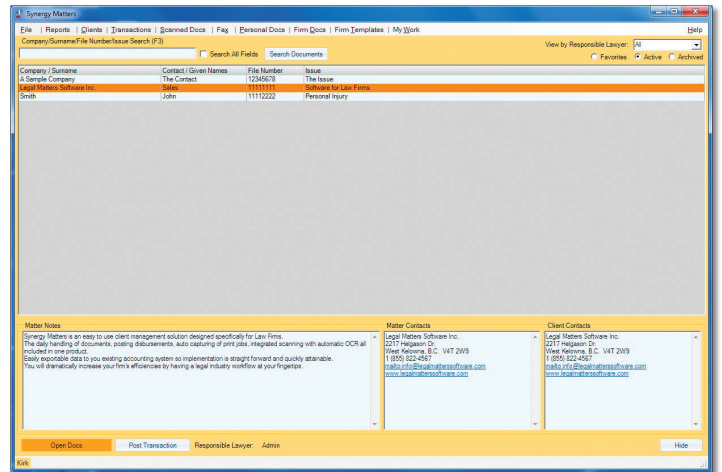 Synergy Matters
File | Reports | Clients | Transactions | Scanned Docs | Fax | Personal Docs | Firm Docs | Firm Templates | My Work Help
Company/Surname/File Number/Issue Search (F3)
View by Responsible Lawyer: All
Search All Fields Search Documents
Favorites Active Archived
Company / Surname Contact / Given Names File Number Issue
A Sample Company The Contact 12345678 The Issue
Legal Matters Software Inc. Sales 11111111 Software for Law Firms
Smith John 11112222 Personal Injury
Matter Notes
Synergy Matters is an easy to use client management solution designed specifically for Law Firms.
The daily handling of documents, posting disbursements, auto capturing of print jobs, integrated scanning with automatic OCR all
included in one product.
Easily exportable data to you existing accounting system so implementation is straight forward and quickly attainable.
You will dramatically increase your firm's efficiencies by having a legal industry workflow at your fingertips.
Matter Contacts
Legal Matters Software Inc.
2217 Helgason Dr.
West Kelowna, B.C. V4T 2W9
1 (855) 822-4567
mailto:info@legalmatterssoftware.com
www.legalmatterssoftware.com
Client Contacts
Legal Matters Software Inc.
2217 Helgason Dr.
West Kelowna, B.C. V4T 2W9
1 (855) 822-4567
mailto:info@legalmatterssoftware.com
www.legalmatterssoftware.com
Open Docs Post Transaction Responsible Lawyer: Admin Hide
Kirk